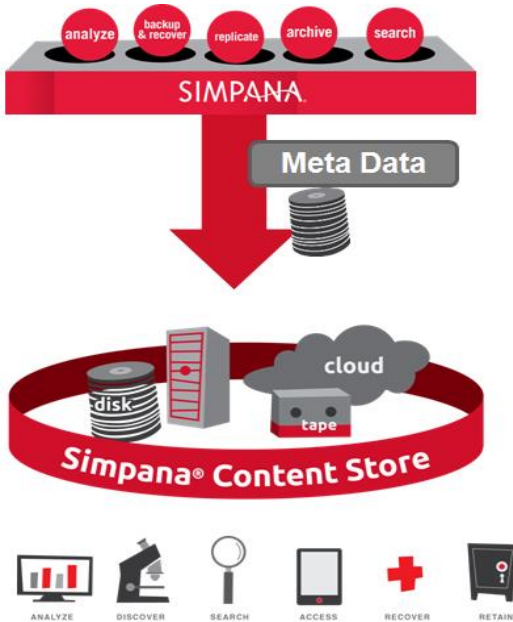 analyze
backup
& recover
replicate
archive
search
SIMPANA.
Meta Data
cloud
disk
tape
Simpana® Content Store
ANALYZE DISCOVER SEARCH ACCESS RECOVER RETAIN